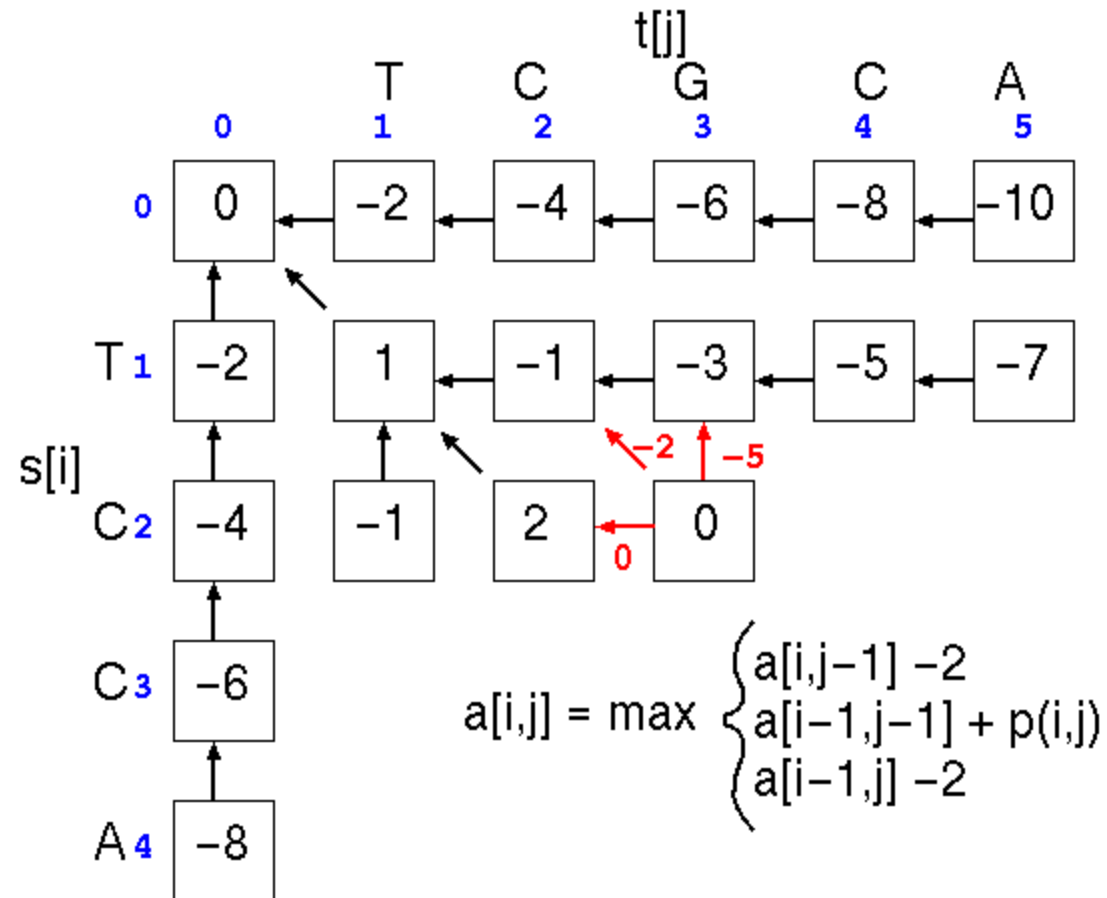 t[j]
T C G C A
0 1 2 3 4 5
0 0 −2 −4 −6 −8 −10
T 1 −2 1 −1 −3 −5 −7
−2 −5
s[i]
C 2 −4 −1 2 0
0
C 3 −6
a[i,j] = max
a[i,j−1] −2
a[i−1,j−1] + p(i,j)
a[i−1,j] −2
A 4 −8